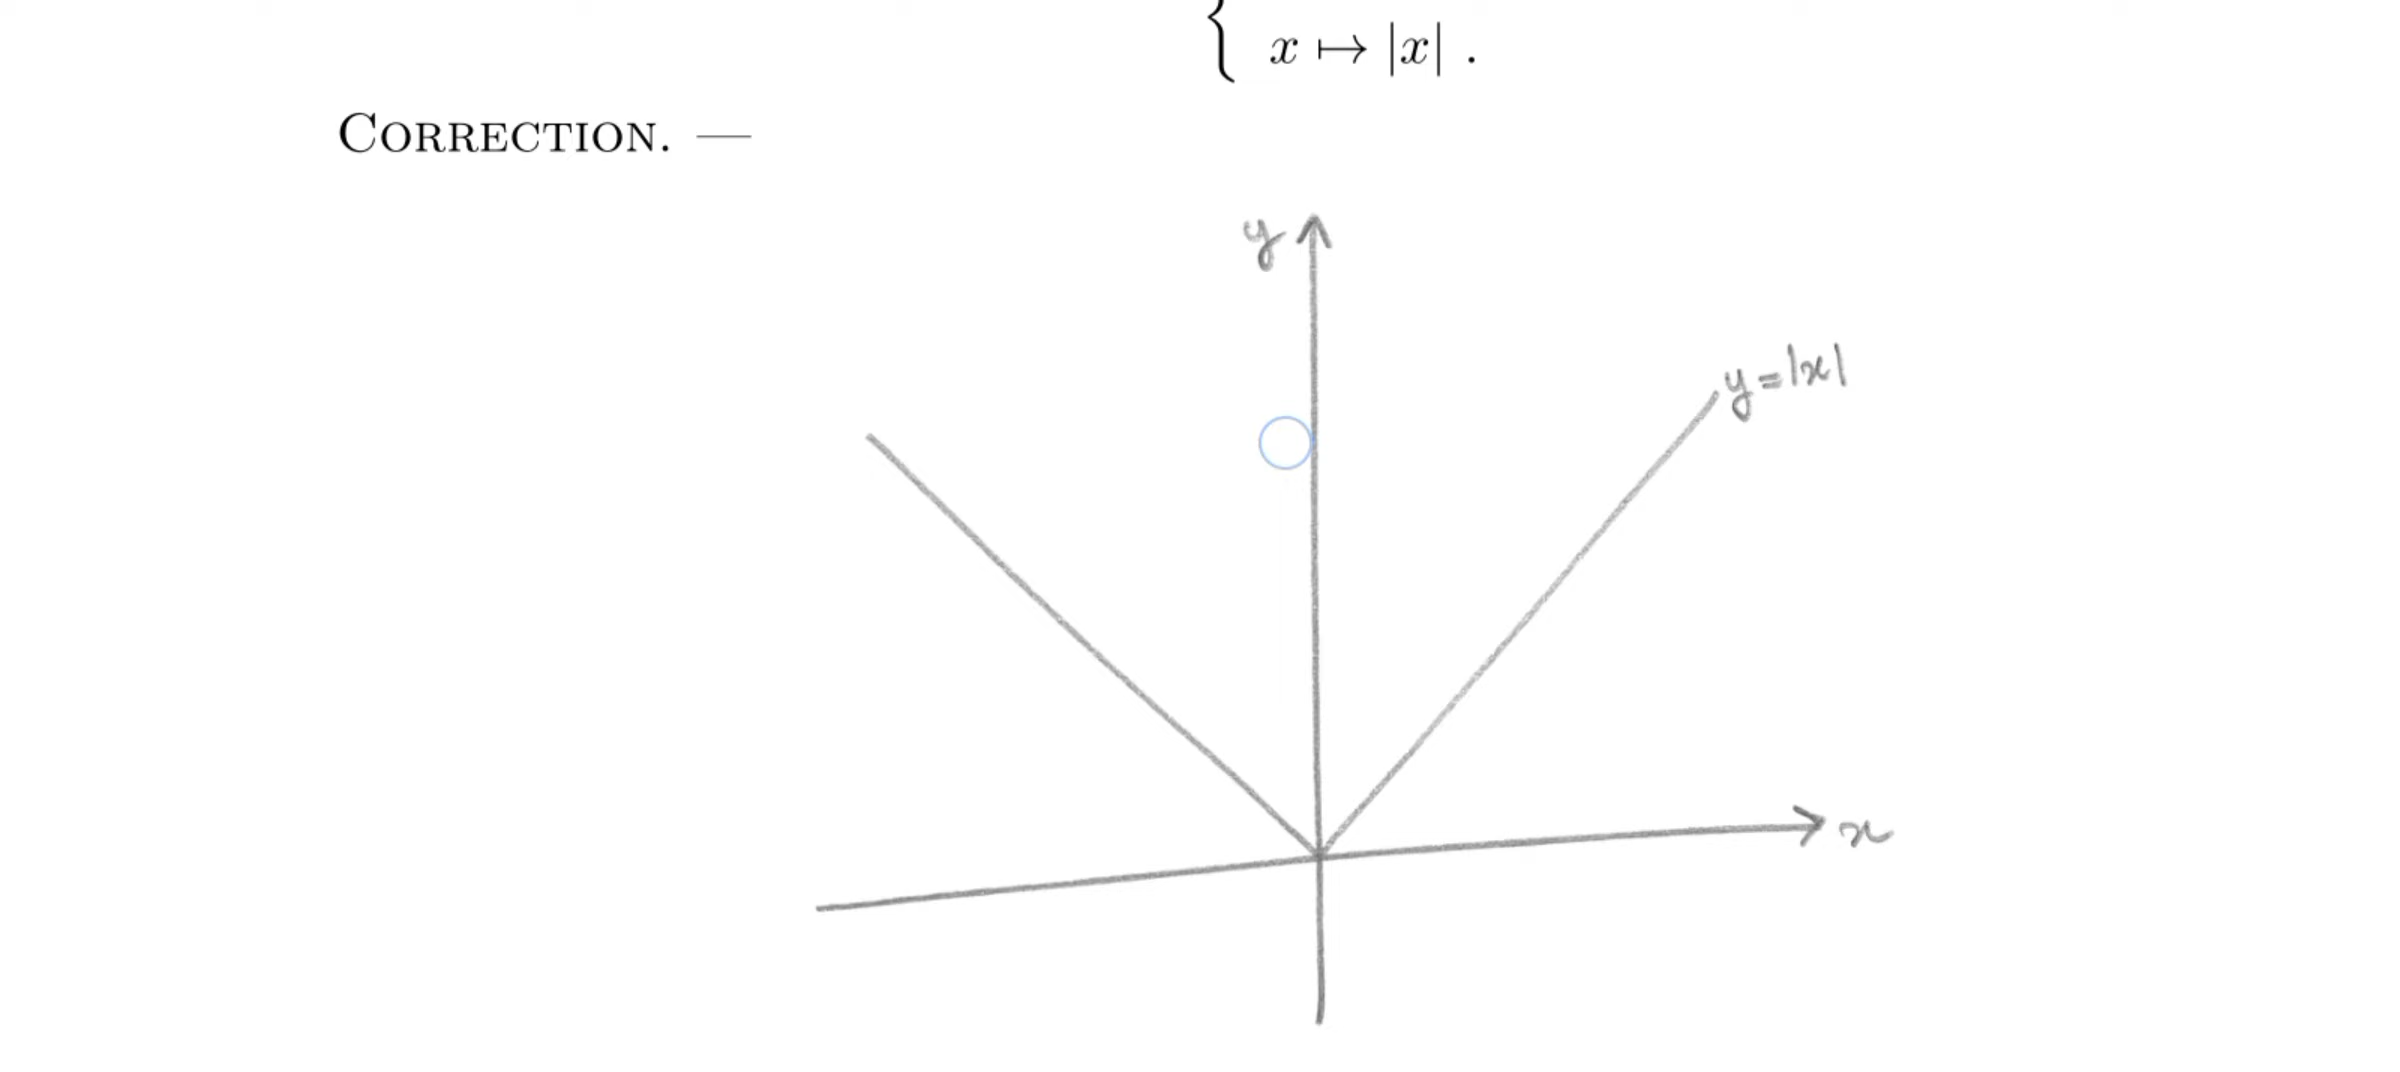 x ↦ |x| .
CORRECTION. —
y
y = |x|
x